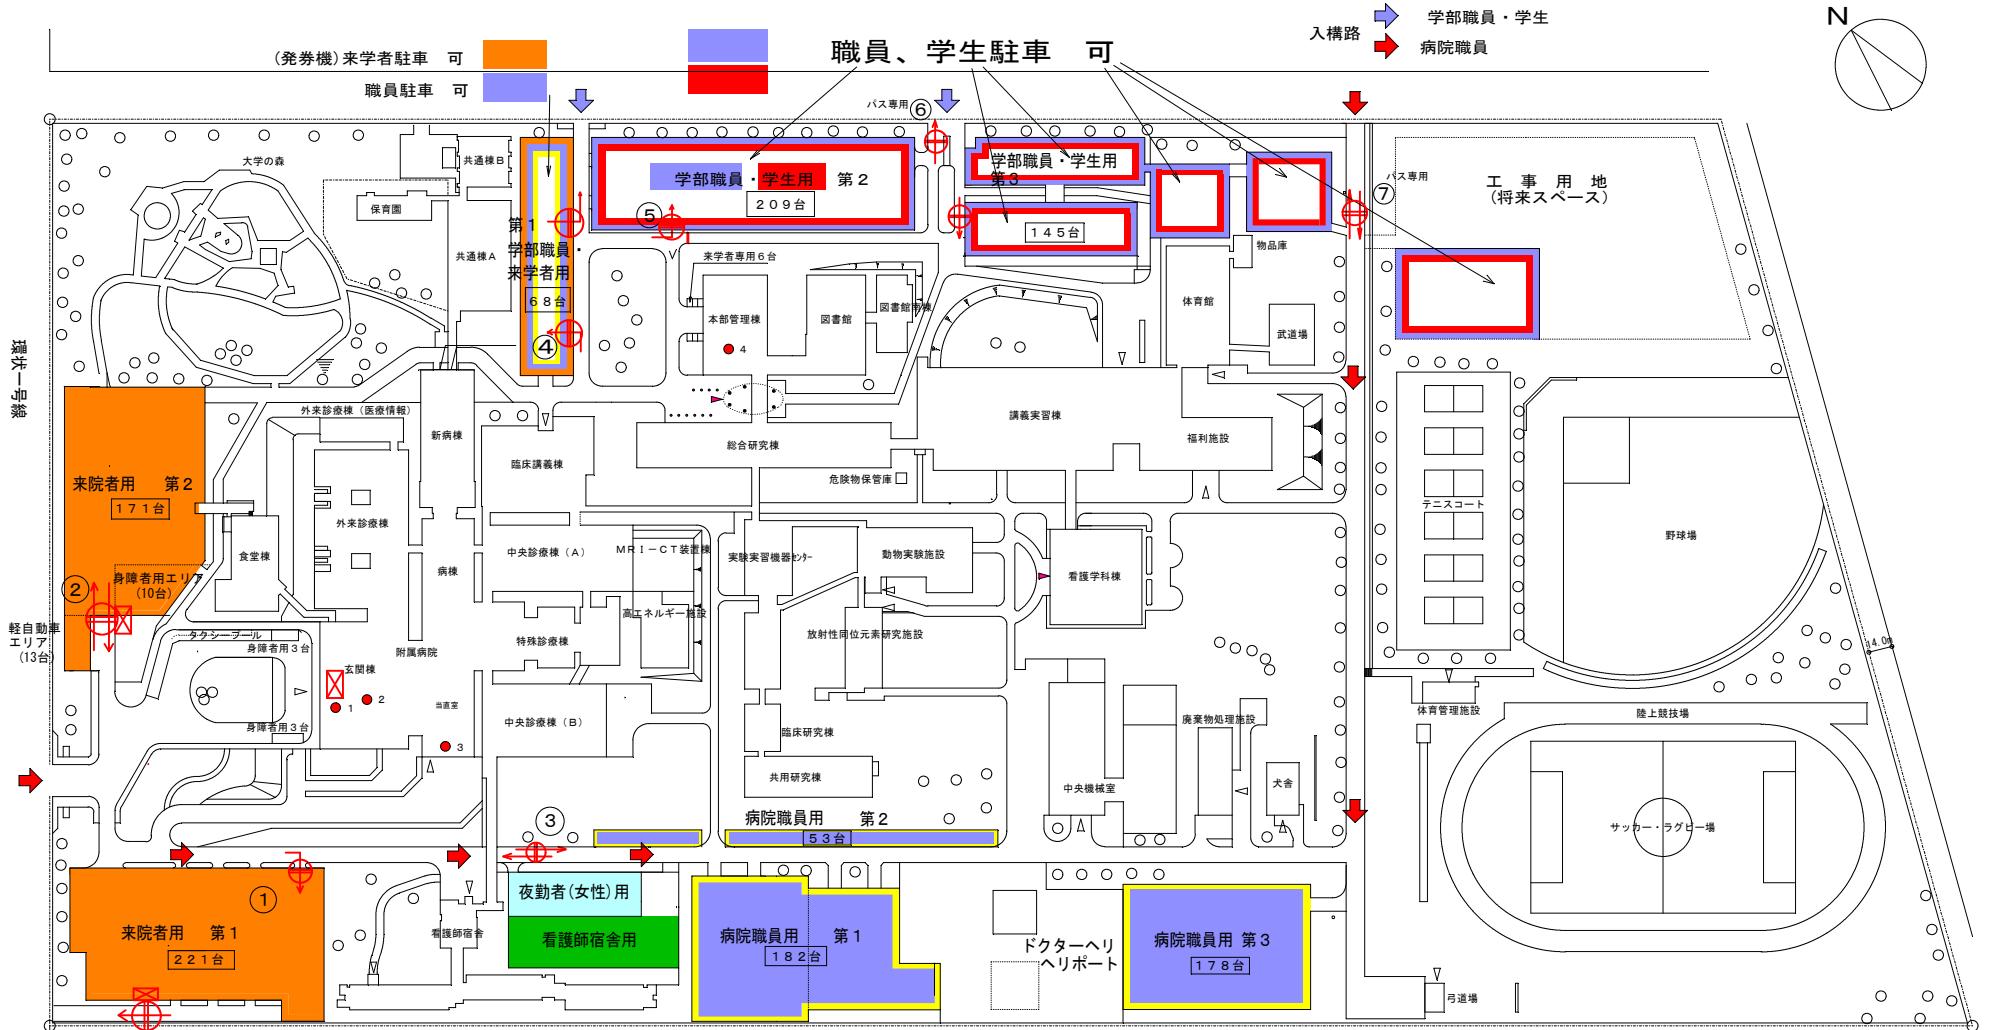 (発券機)来学者駐車　可
職員駐車　可
職員、学生駐車　可
入構路
学部職員・学生
病院職員
N
バス専用
⑥
大学の森
共通棟B
保育園
共通棟A
第1
学部職員・
来学者用
68台
④
学部職員・学生用　第2
209台
⑤
来学者専用6台
学部職員・学生用
第3
145台
物品庫
バス専用
⑦
工事用地
(将来スペース)
本部管理棟
4
図書館
図書館南棟
体育館
武道場
環状一号線
外来診療棟(医療情報)
新病棟
臨床講義棟
総合研究棟
講義実習棟
福利施設
危険物保管庫
来院者用　第2
171台
外来診療棟
食堂棟
中央診療棟(A)
MRI-CT装置棟
実験実習機器センター
動物実験施設
看護学科棟
テニスコート
野球場
②
身障者用エリア
(10台)
病棟
高エネルギー施設
軽自動車
エリア
(13台)
タクシープール
身障者用3台
特殊診療棟
放射性同位元素研究施設
玄関棟
附属病院
1
2
当直室
3
身障者用3台
中央診療棟(B)
臨床研究棟
共用研究棟
廃棄物処理施設
中央機械室
犬舎
体育管理施設
陸上競技場
4.0m
サッカー・ラグビー場
③
病院職員用　第2
53台
①
来院者用　第1
221台
看護師宿舎
夜勤者(女性)用
看護師宿舎用
病院職員用　第1
182台
ドクターヘリ
ヘリポート
病院職員用 第3
178台
弓道場